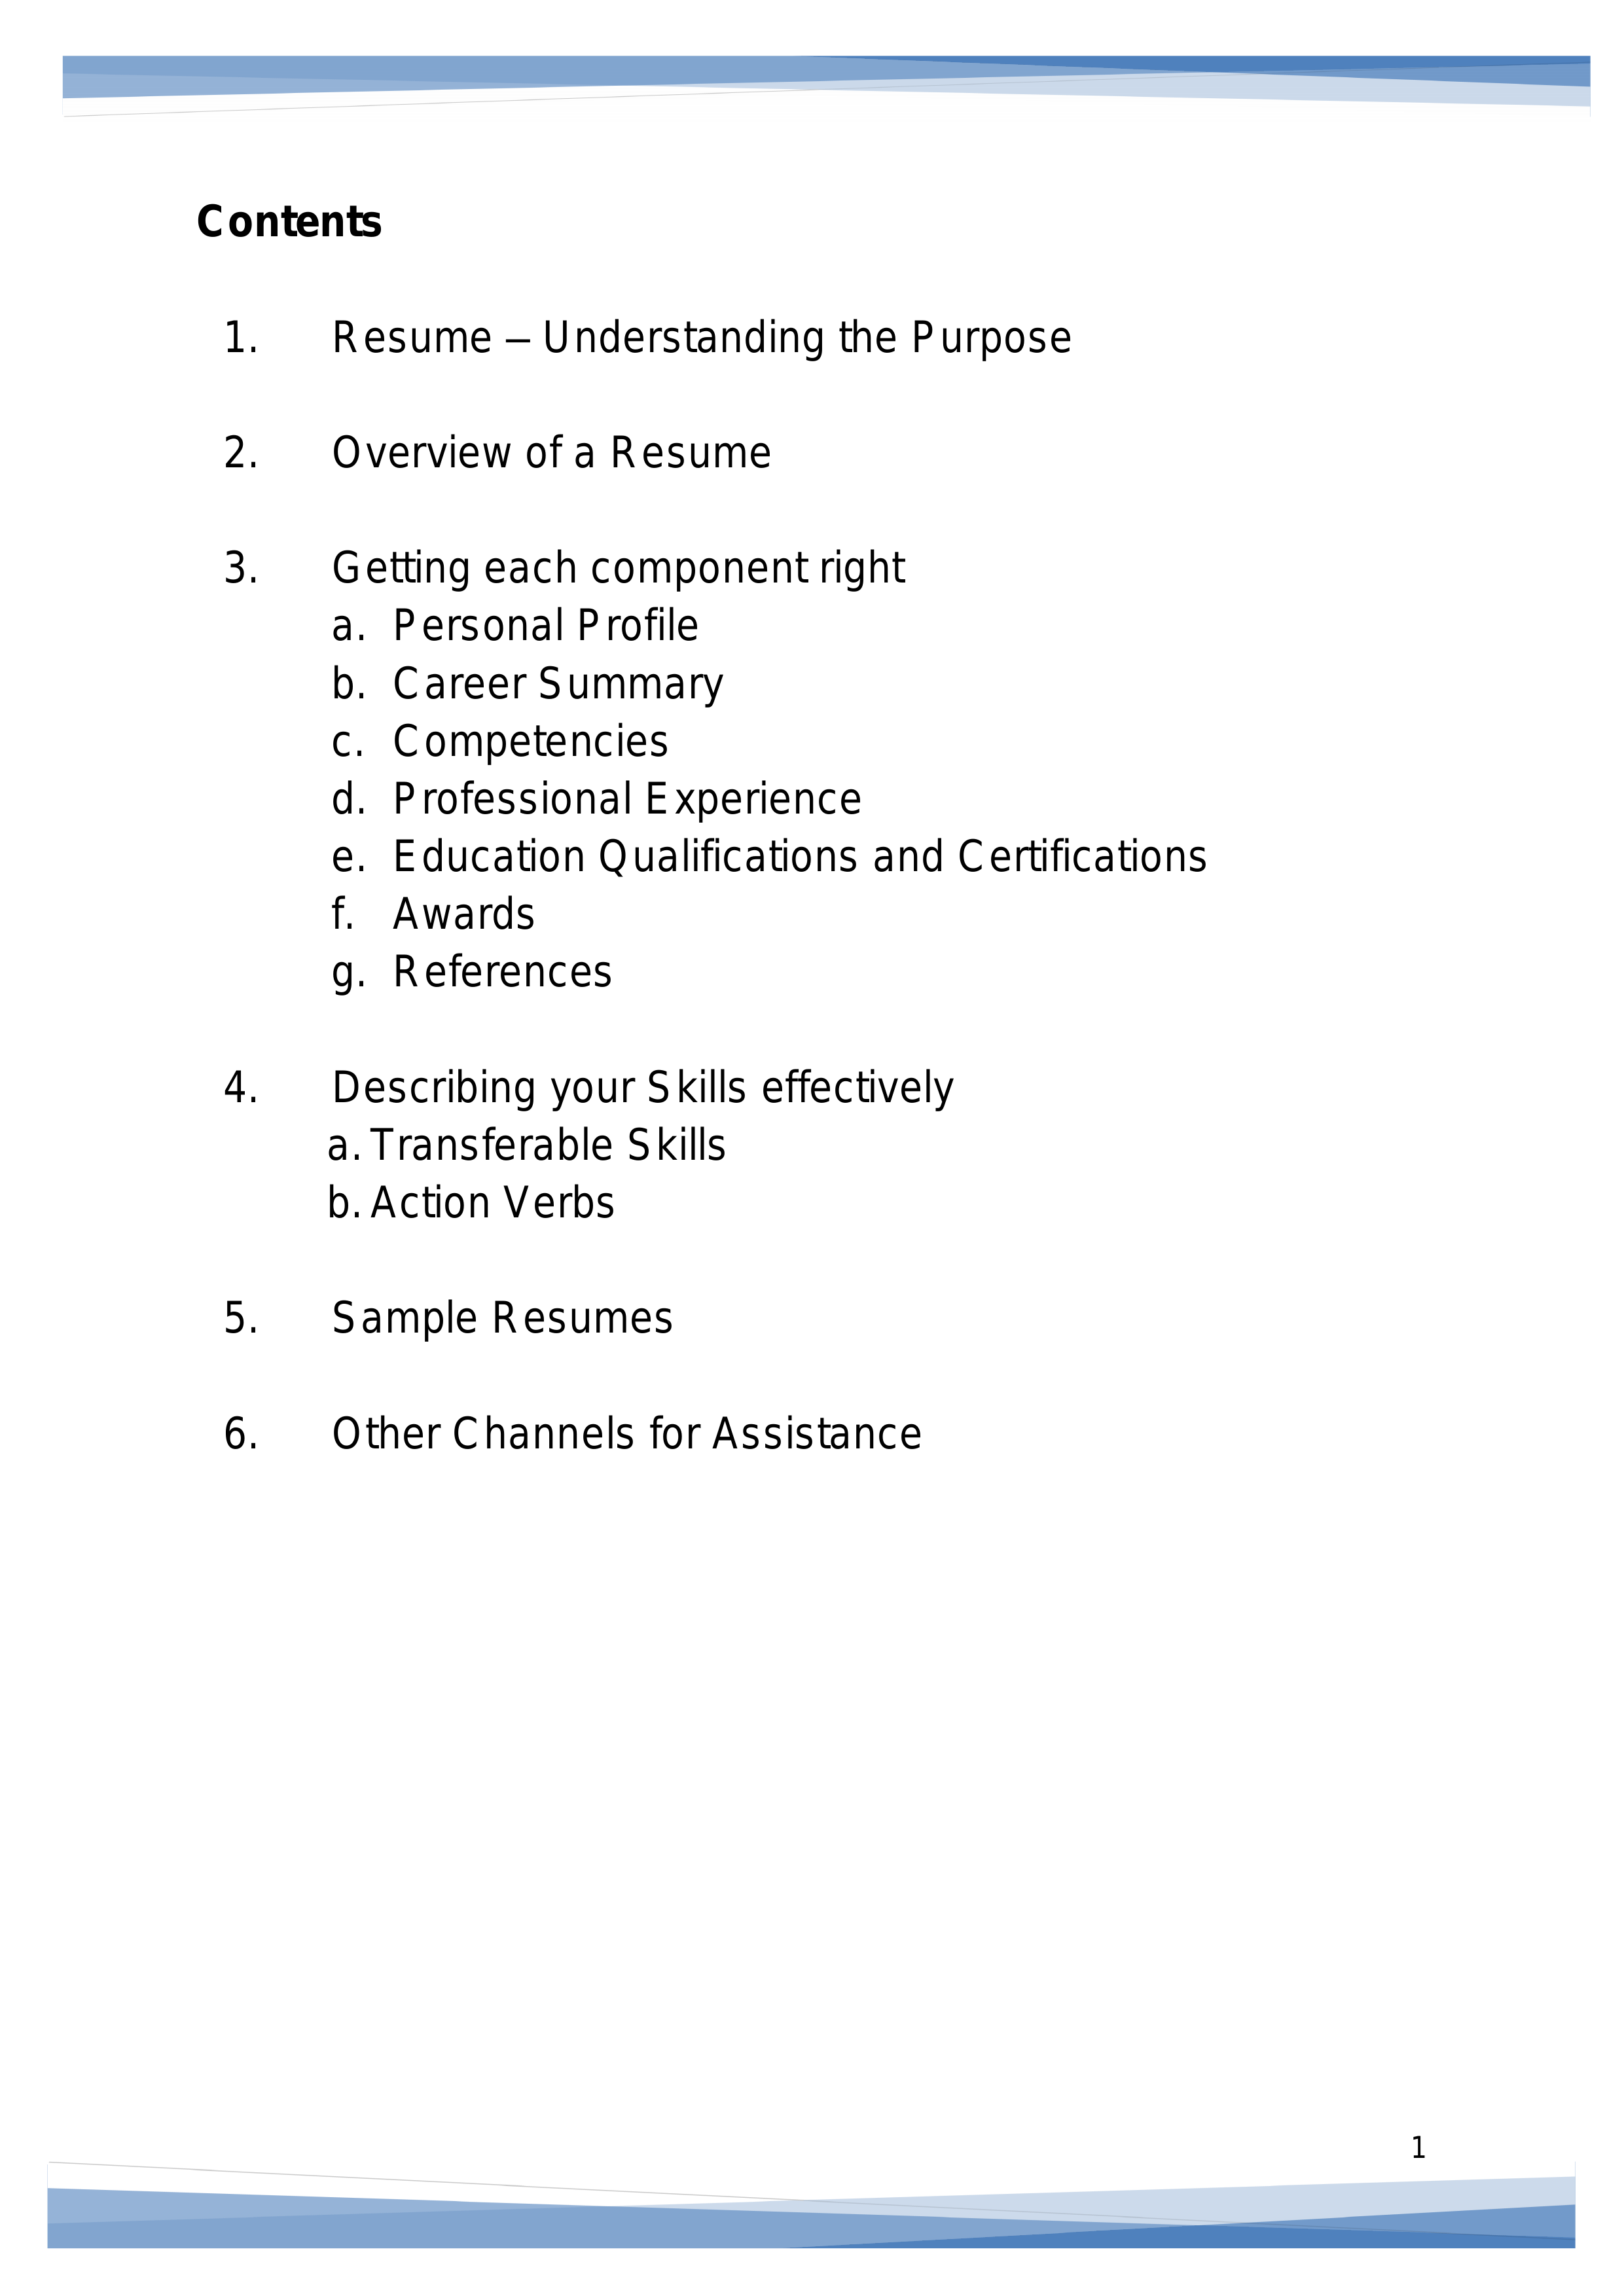 Contents
1. Resume – Understanding the Purpose
2. Overview of a Resume
3. Getting each component right
a. Personal Profile
b. Career Summary
c. Competencies
d. Professional Experience
e. Education Qualifications and Certifications
f. Awards
g. References
4. Describing your Skills effectively
a. Transferable Skills
b. Action Verbs
5. Sample Resumes
6. Other Channels for Assistance
1